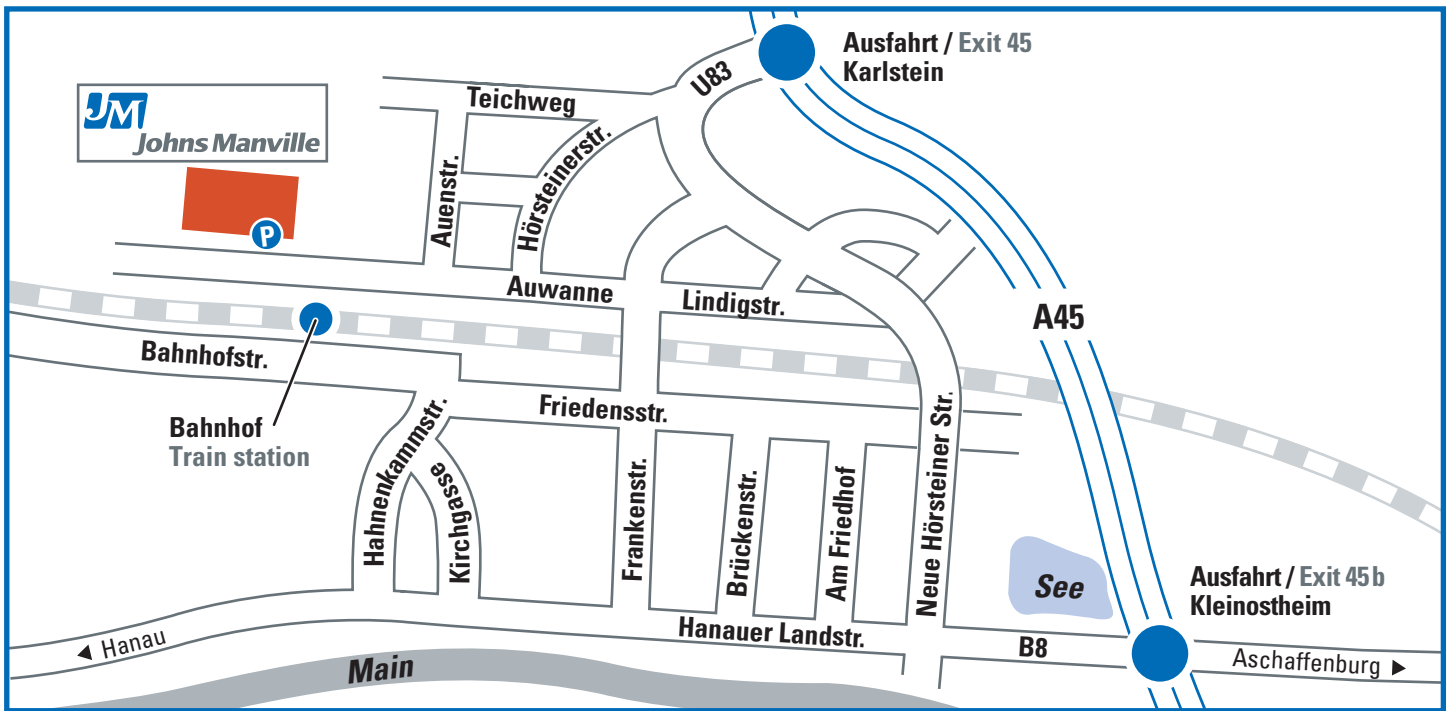 Ausfahrt / Exit 45
Karlstein
U83
Teichweg
JM
Johns Manville
Hörsteinerstr.
Auenstr.
P
Auwanne
Lindigstr.
A45
Bahnhofstr.
Bahnhof
Train station
Friedensstr.
Hahnenkammstr.
Kirchgasse
Frankenstr.
Brückenstr.
Am Friedhof
Neue Hörsteiner Str.
See
Ausfahrt / Exit 45b
Kleinostheim
Hanauer Landstr.
B8
◄ Hanau
Main
Aschaffenburg ►